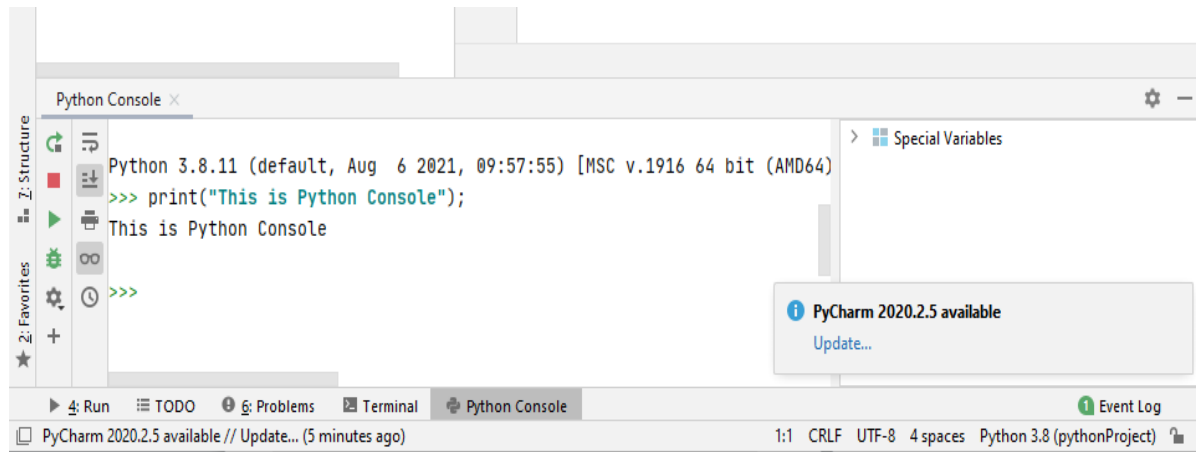 Python Console
7: Structure
2: Favorites
Python 3.8.11 (default, Aug  6 2021, 09:57:55) [MSC v.1916 64 bit (AMD64)
>>> print("This is Python Console");
This is Python Console
>>>
Special Variables
PyCharm 2020.2.5 available
Update...
4: Run TODO 6: Problems Terminal Python Console 1 Event Log
PyCharm 2020.2.5 available // Update... (5 minutes ago) 1:1 CRLF UTF-8 4 spaces Python 3.8 (pythonProject)